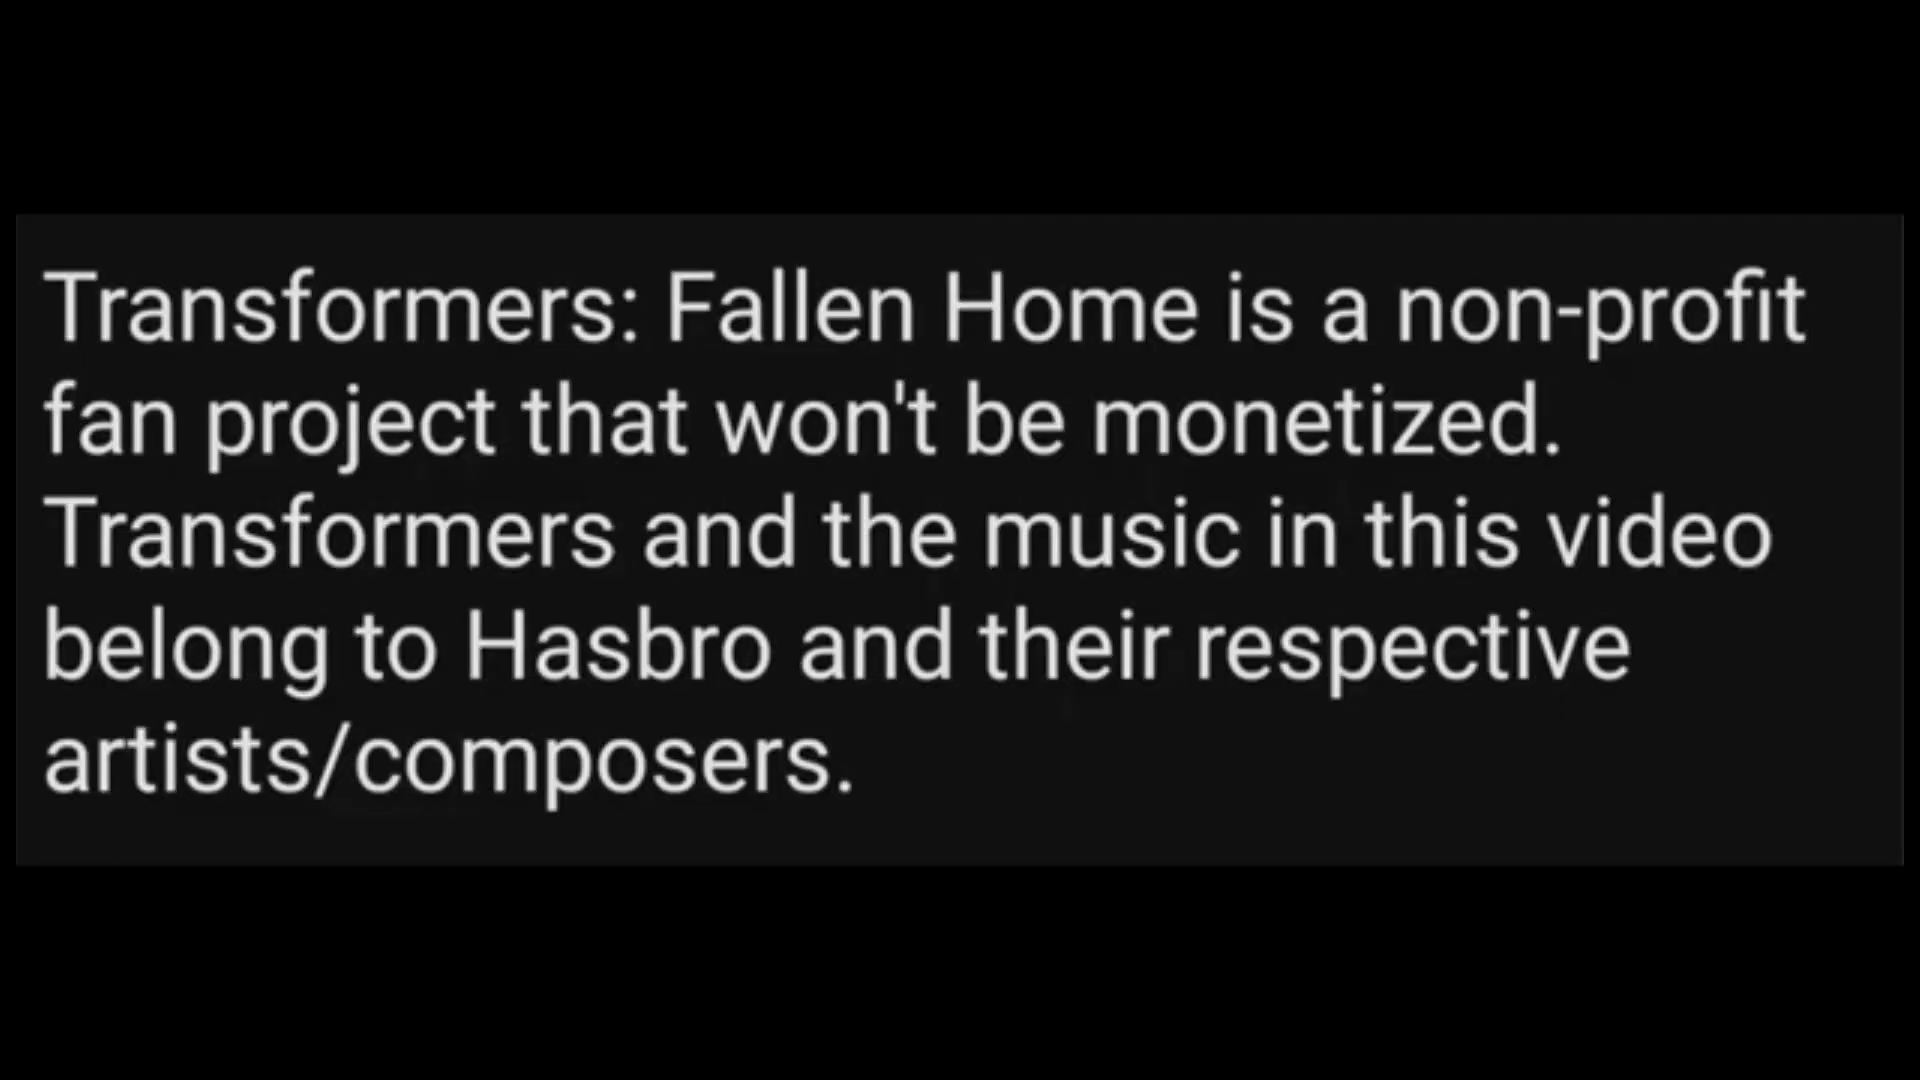 Transformers: Fallen Home is a non-profit
fan project that won't be monetized.
Transformers and the music in this video
belong to Hasbro and their respective
artists/composers.